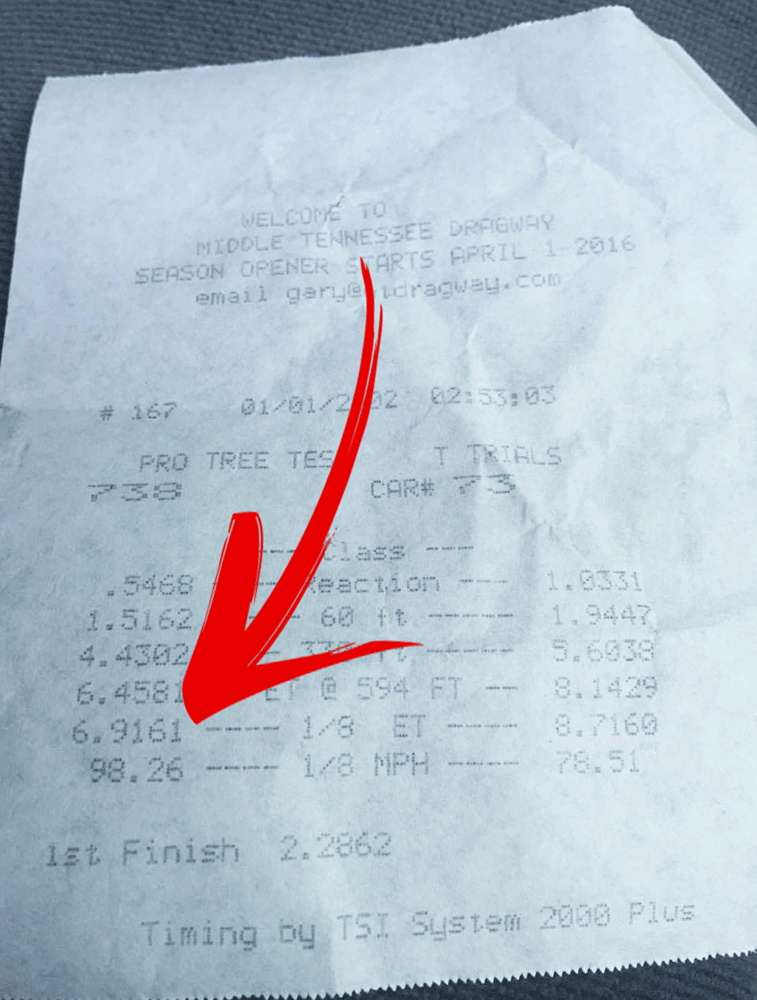 WELCOME TO
MIDDLE TENNESSEE DRAGWAY
SEASON OPENER STARTS APRIL 1-2016
email
# 167 02:53:03
PRO TREE T TRIALS
738 CAR# 73
--- Class ---
.5468 ---- Reaction ---- 1.0331
1.5162 ---- 60 ft ------ 1.9447
4.4302 ---- 330 ft ----- 5.6038
6.4581 ET @ 594 FT -- 8.1429
6.9161 ---- 1/8 ET ---- 8.7160
98.26 ---- 1/8 MPH ---- 78.51
1st Finish 2.2862
Timing by TSI System 2000 Plus